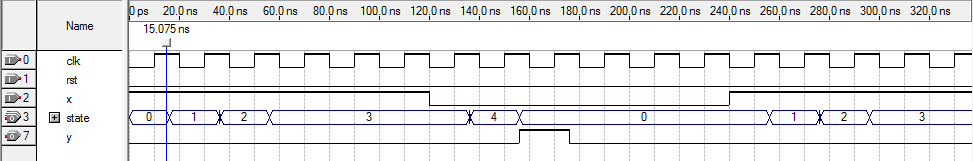 Name
0 ps 20.0 ns 40.0 ns 60.0 ns 80.0 ns 100.0 ns 120.0 ns 140.0 ns 160.0 ns 180.0 ns 200.0 ns 220.0 ns 240.0 ns 260.0 ns 280.0 ns 300.0 ns 320.0 ns
15.075 ns
0 clk
1 rst
2 x
3 state 0 1 2 3 4 0 1 2 3
7 y